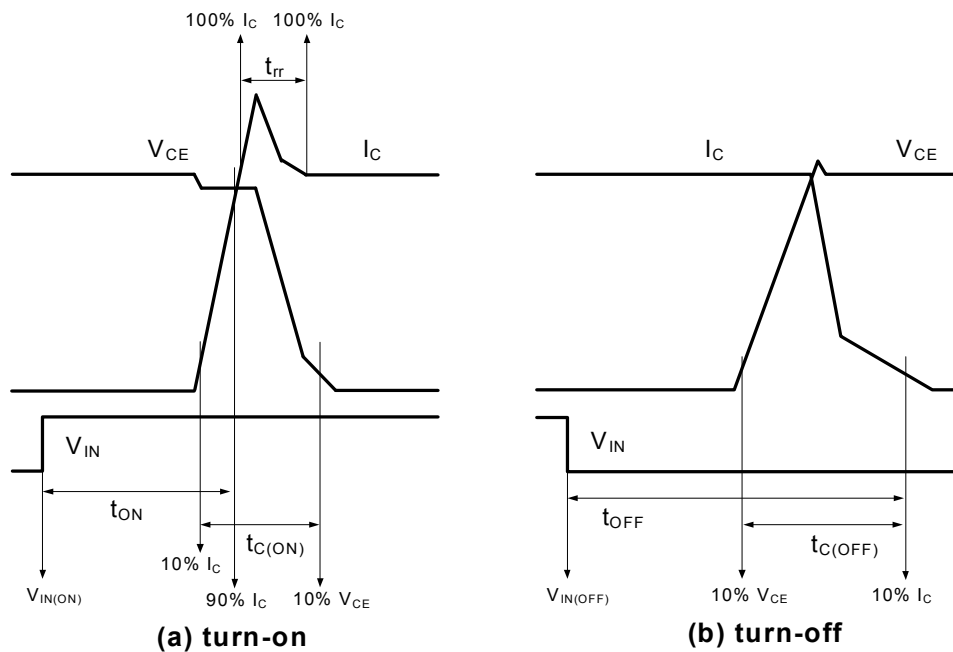 100% IC
100% IC
trr
VCE
IC
IC
VCE
VIN
VIN
tON
tOFF
tC(ON)
tC(OFF)
10% IC
VIN(ON)
90% IC
10% VCE
VIN(OFF)
10% VCE
10% IC
(a) turn-on
(b) turn-off